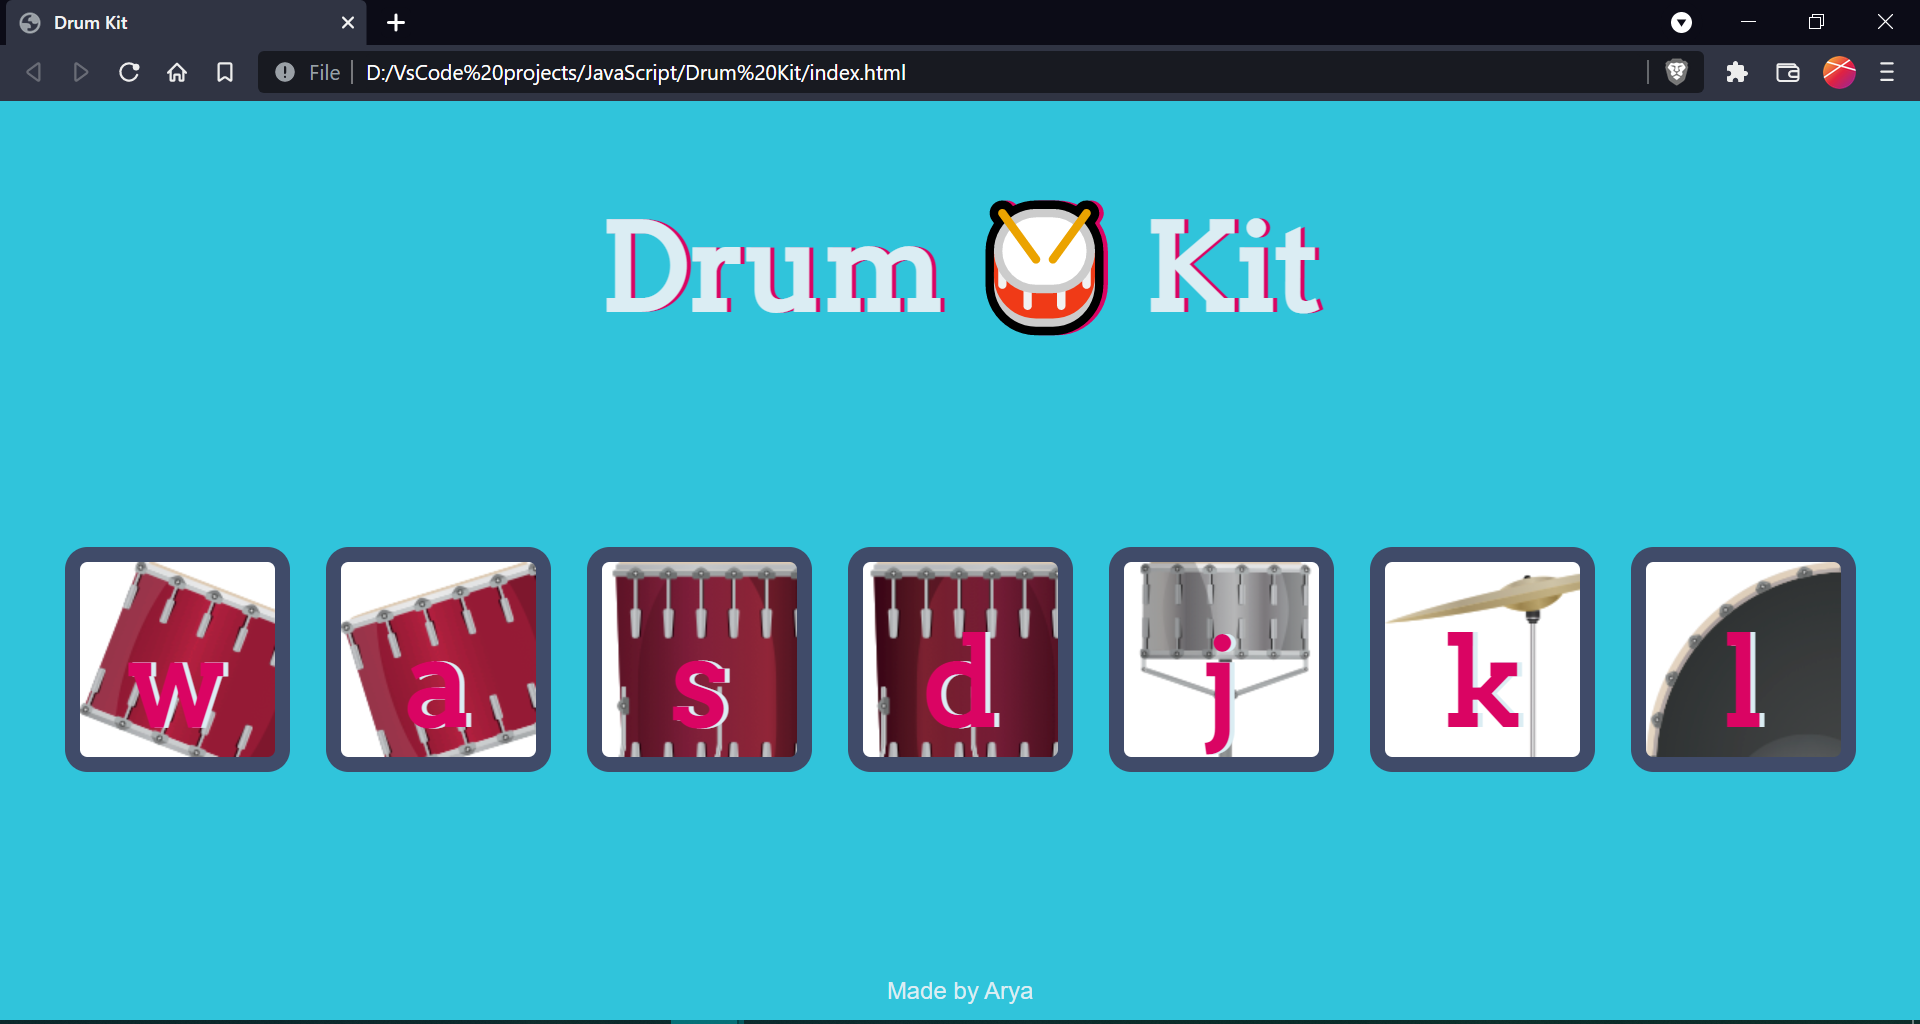 Drum Kit
File D:/VsCode%20projects/JavaScript/Drum%20Kit/index.html
Drum 🥁 Kit
w a s d j k l
Made by Arya